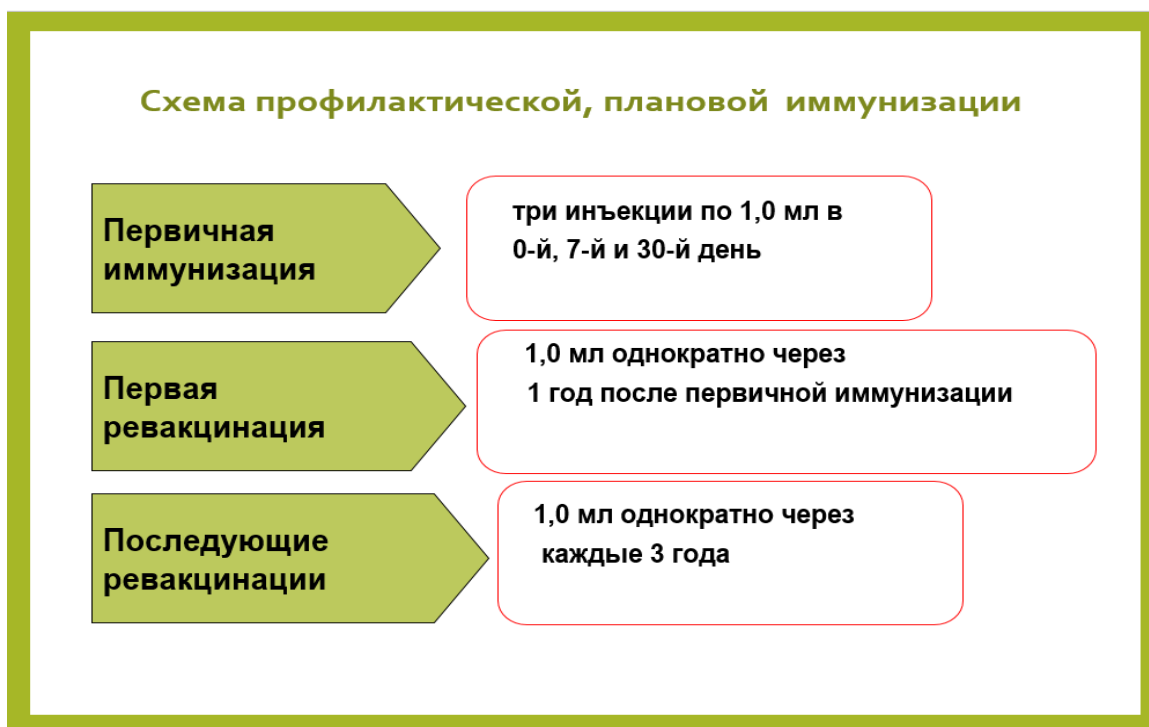 Схема профилактической, плановой иммунизации
Первичная
иммунизация
три инъекции по 1,0 мл в
0-й, 7-й и 30-й день
Первая
ревакцинация
1,0 мл однократно через
1 год после первичной иммунизации
Последующие
ревакцинации
1,0 мл однократно через
каждые 3 года